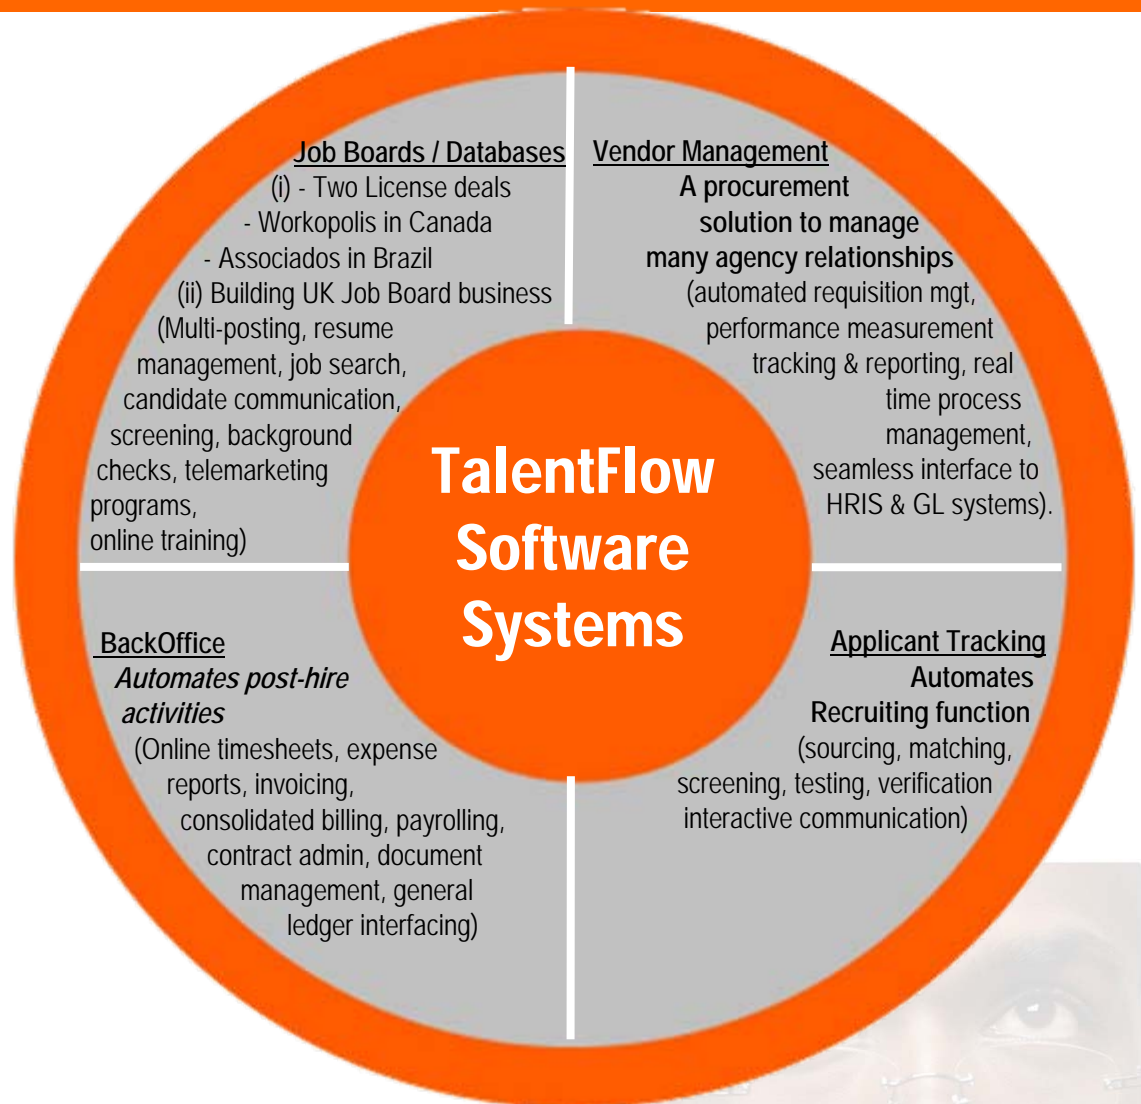 Job Boards / Databases
(i) - Two License deals
- Workopolis in Canada
- Associados in Brazil
(ii) Building UK Job Board business
(Multi-posting, resume
management, job search,
candidate communication,
screening, background
checks, telemarketing
programs,
online training)
Vendor Management
A procurement
solution to manage
many agency relationships
(automated requisition mgt,
performance measurement
tracking & reporting, real
time process
management,
seamless interface to
HRIS & GL systems).
TalentFlow
Software
Systems
BackOffice
Automates post-hire
activities
(Online timesheets, expense
reports, invoicing,
consolidated billing, payrolling,
contract admin, document
management, general
ledger interfacing)
Applicant Tracking
Automates
Recruiting function
(sourcing, matching,
screening, testing, verification
interactive communication)